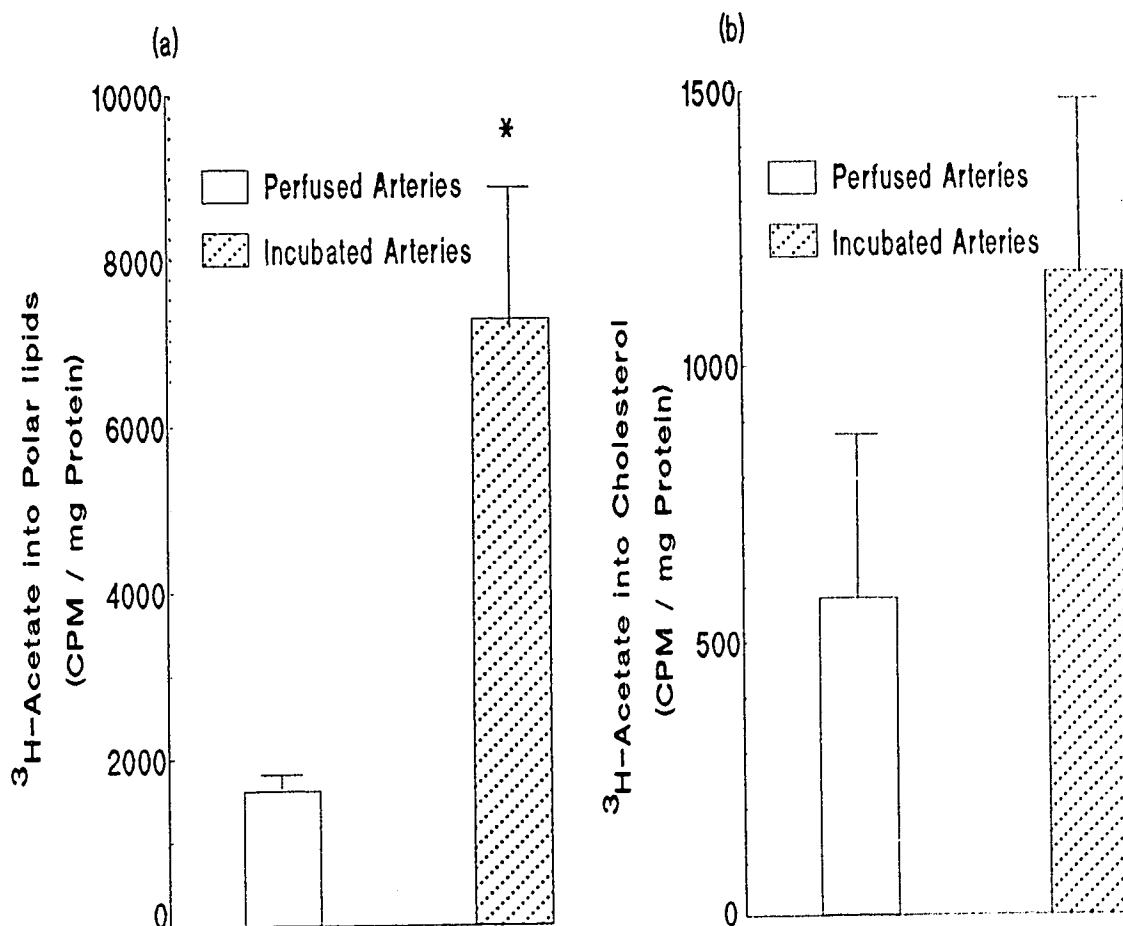 (a)
10000
8000
6000
4000
2000
0
*
Perfused Arteries
Incubated Arteries
³H-Acetate into Polar lipids
(CPM / mg Protein)
(b)
1500
1000
500
0
Perfused Arteries
Incubated Arteries
³H-Acetate into Cholesterol
(CPM / mg Protein)